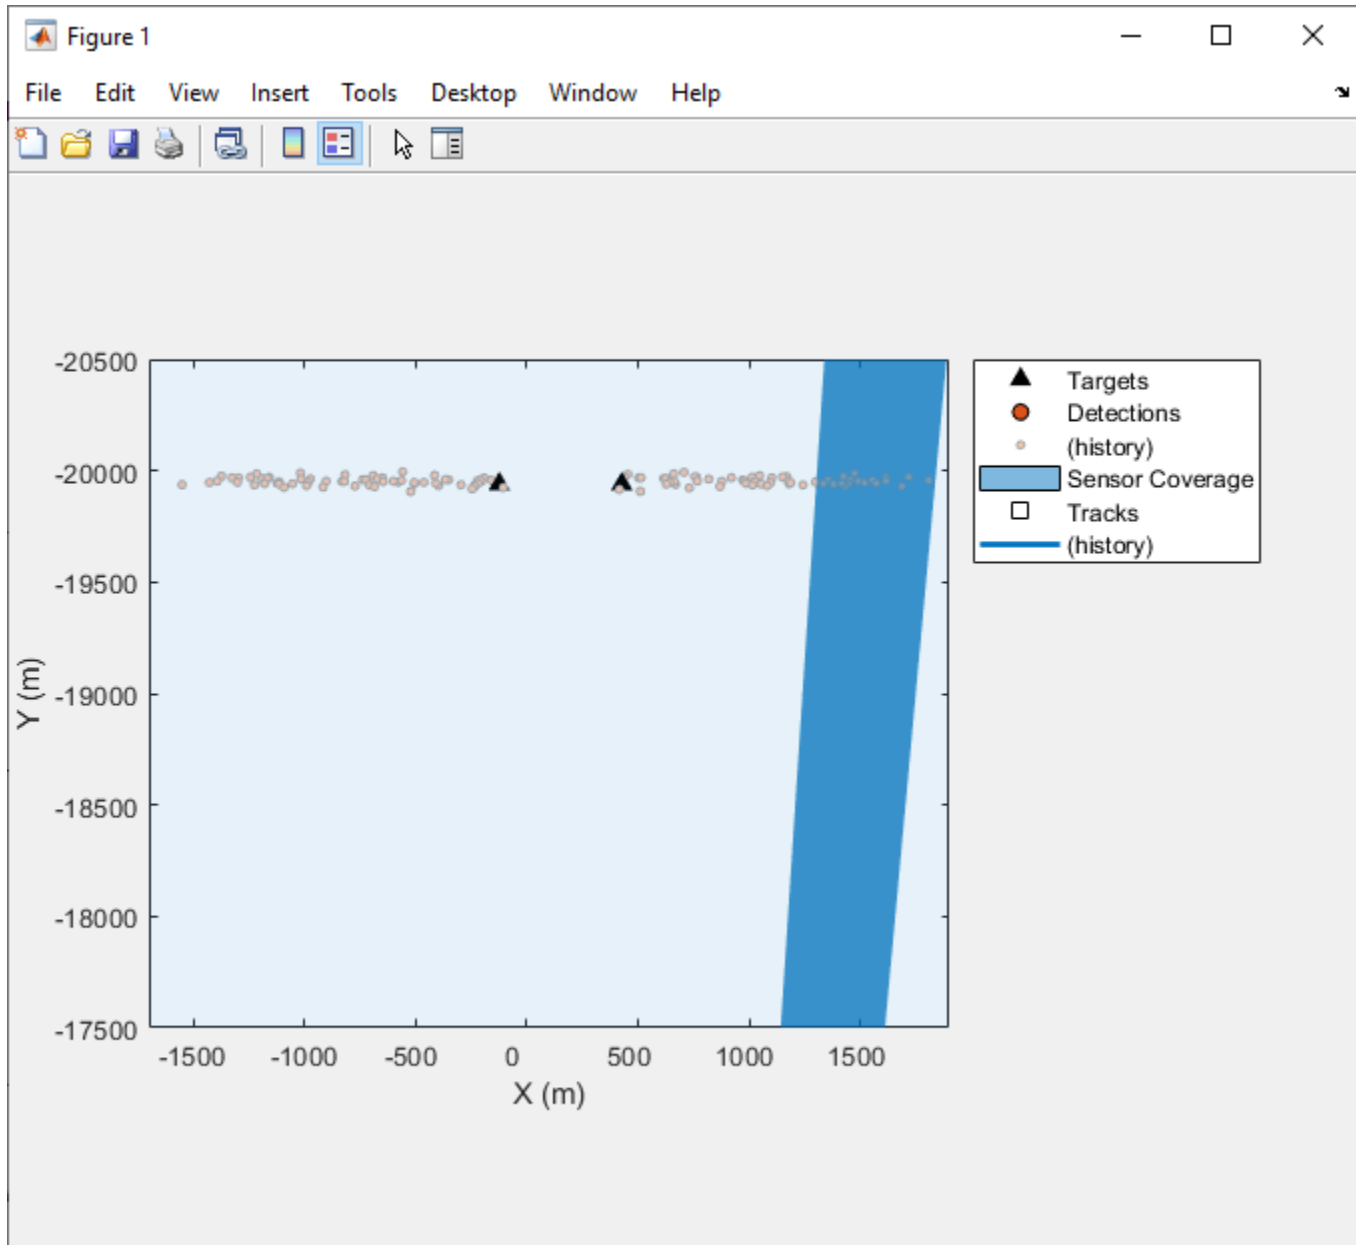 Figure 1
File Edit View Insert Tools Desktop Window Help
-20500
-20000
-19500
-19000
-18500
-18000
-17500
Y (m)
-1500 -1000 -500 0 500 1000 1500
X (m)
Targets
Detections
(history)
Sensor Coverage
Tracks
(history)